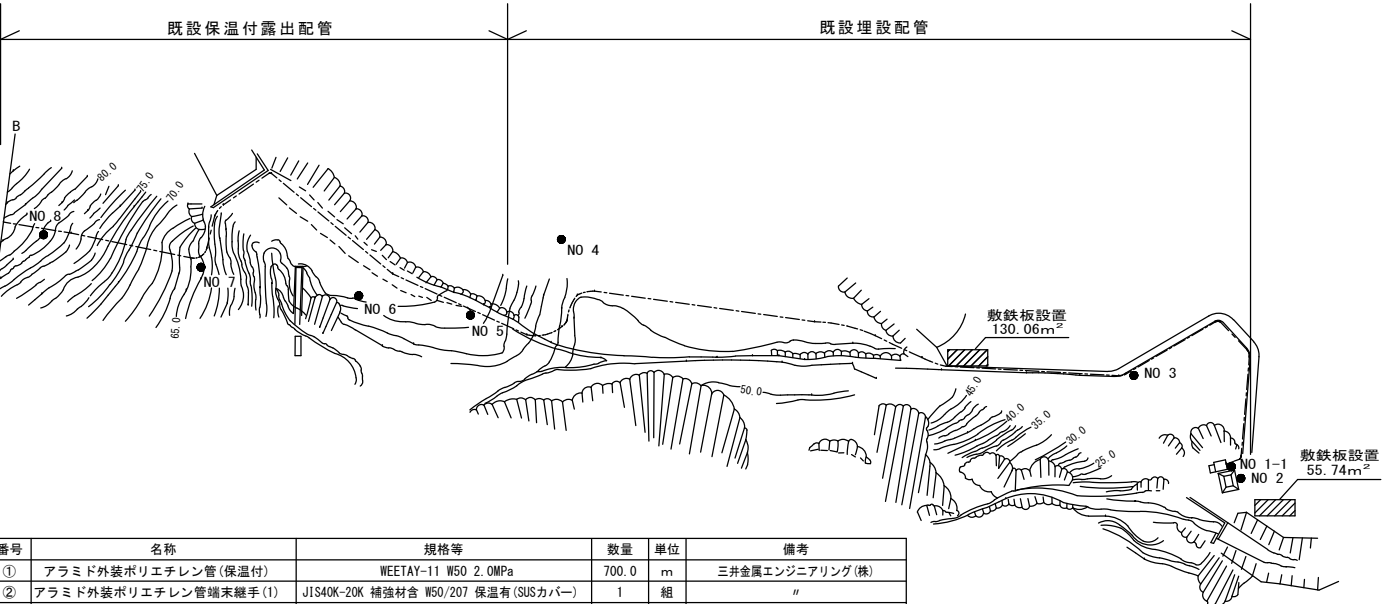 既設保温付露出配管
既設埋設配管
B
80.0
75.0
70.0
65.0
NO 8
NO 7
NO 6
NO 5
NO 4
敷鉄板設置
130.06m²
NO 3
50.0
45.0
40.0
35.0
30.0
25.0
NO 1-1
NO 2
敷鉄板設置
55.74m²
番号 名称 規格等 数量 単位 備考
① アラミド外装ポリエチレン管(保温付) WEETAY-11 W50 2.0MPa 700.0 m 三井金属エンジニアリング(株)
② アラミド外装ポリエチレン管端末継手(1) JIS40K-20K 補強材含 W50/207 保温有(SUSカバー) 1 組 〃